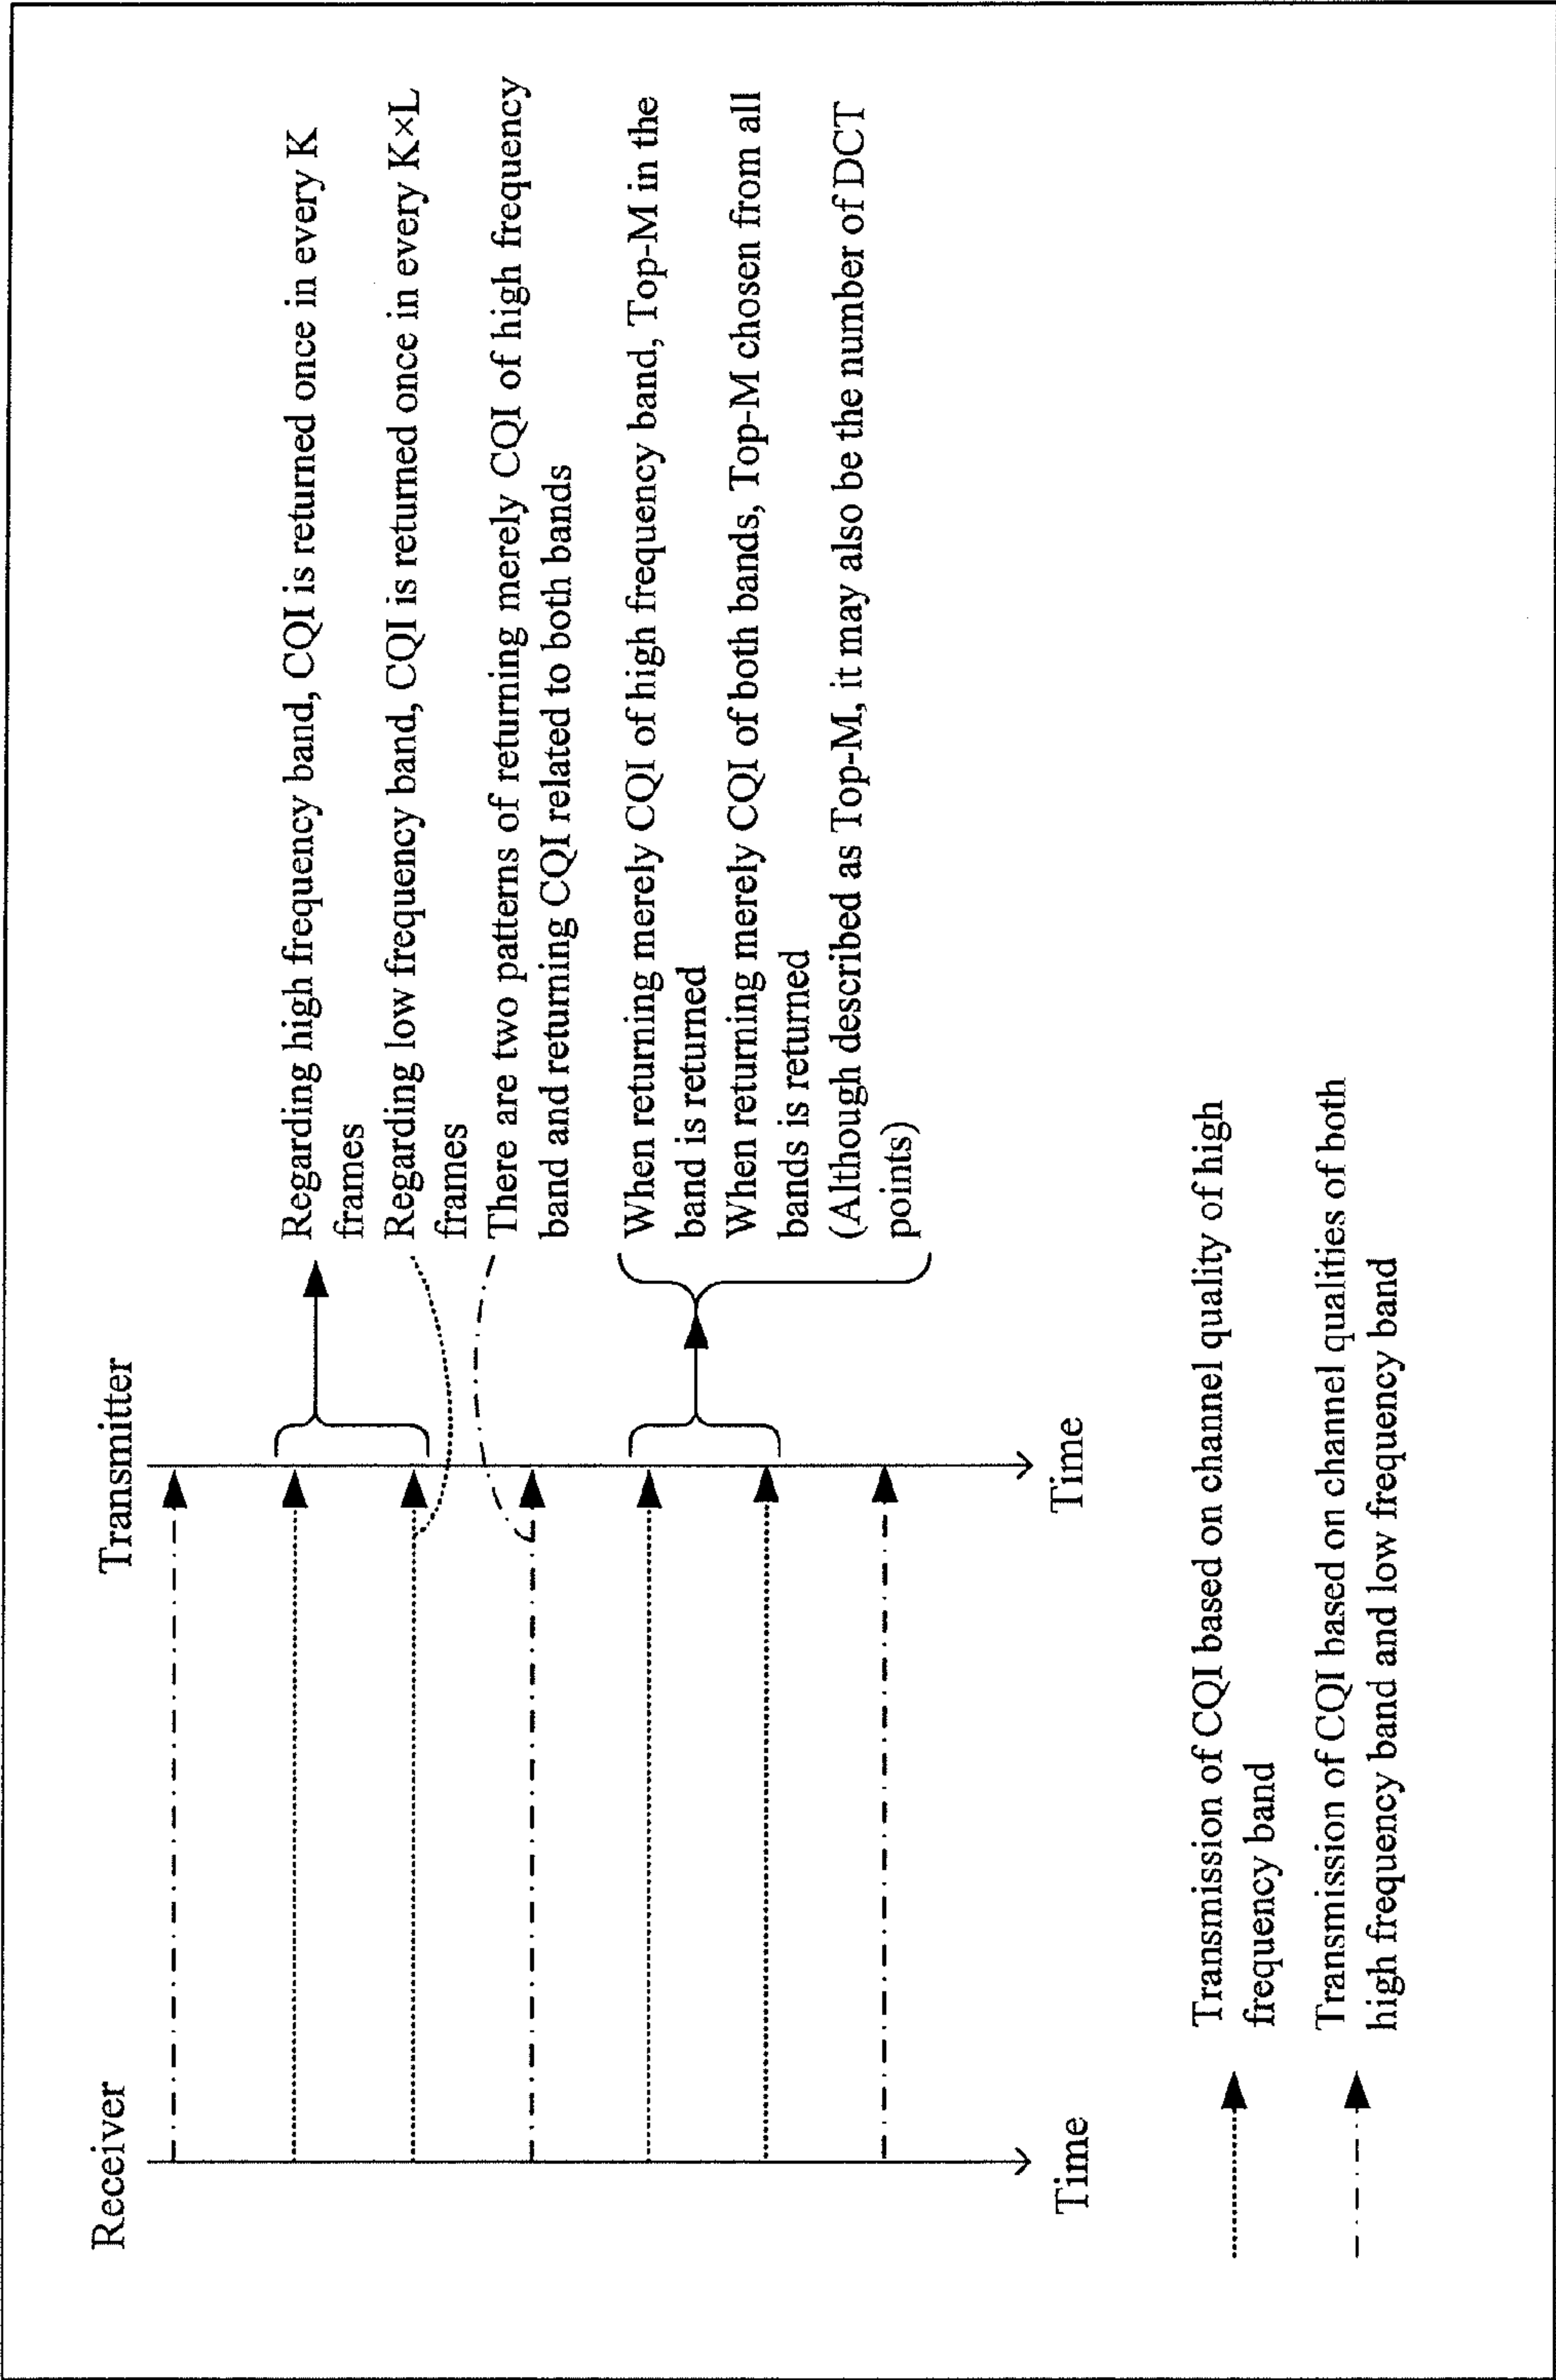 Receiver
Transmitter
Regarding high frequency band, CQI is returned once in every K
frames
Regarding low frequency band, CQI is returned once in every K×L
frames
There are two patterns of returning merely CQI of high frequency
band and returning CQI related to both bands
When returning merely CQI of high frequency band, Top-M in the
band is returned
When returning merely CQI of both bands, Top-M chosen from all
bands is returned
(Although described as Top-M, it may also be the number of DCT
points)
Time
Time
Transmission of CQI based on channel quality of high
frequency band
Transmission of CQI based on channel qualities of both
high frequency band and low frequency band